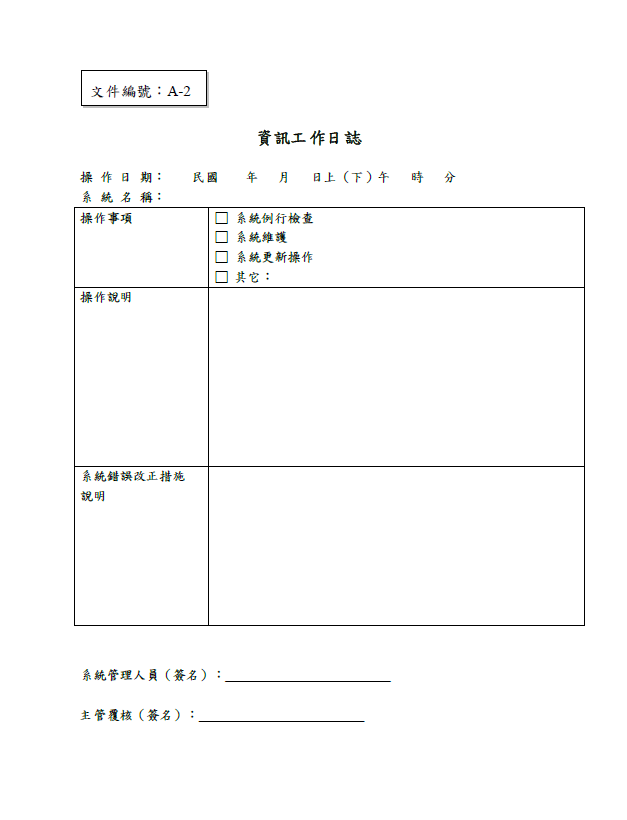 文件編號：A-2
資訊工作日誌
操 作 日 期： 民國 年 月 日上（下）午 時 分
系 統 名 稱：
操作事項
□ 系統例行檢查
□ 系統維護
□ 系統更新操作
□ 其它：
操作說明
系統錯誤改正措施
說明
系統管理人員（簽名）：
主管覆核（簽名）：